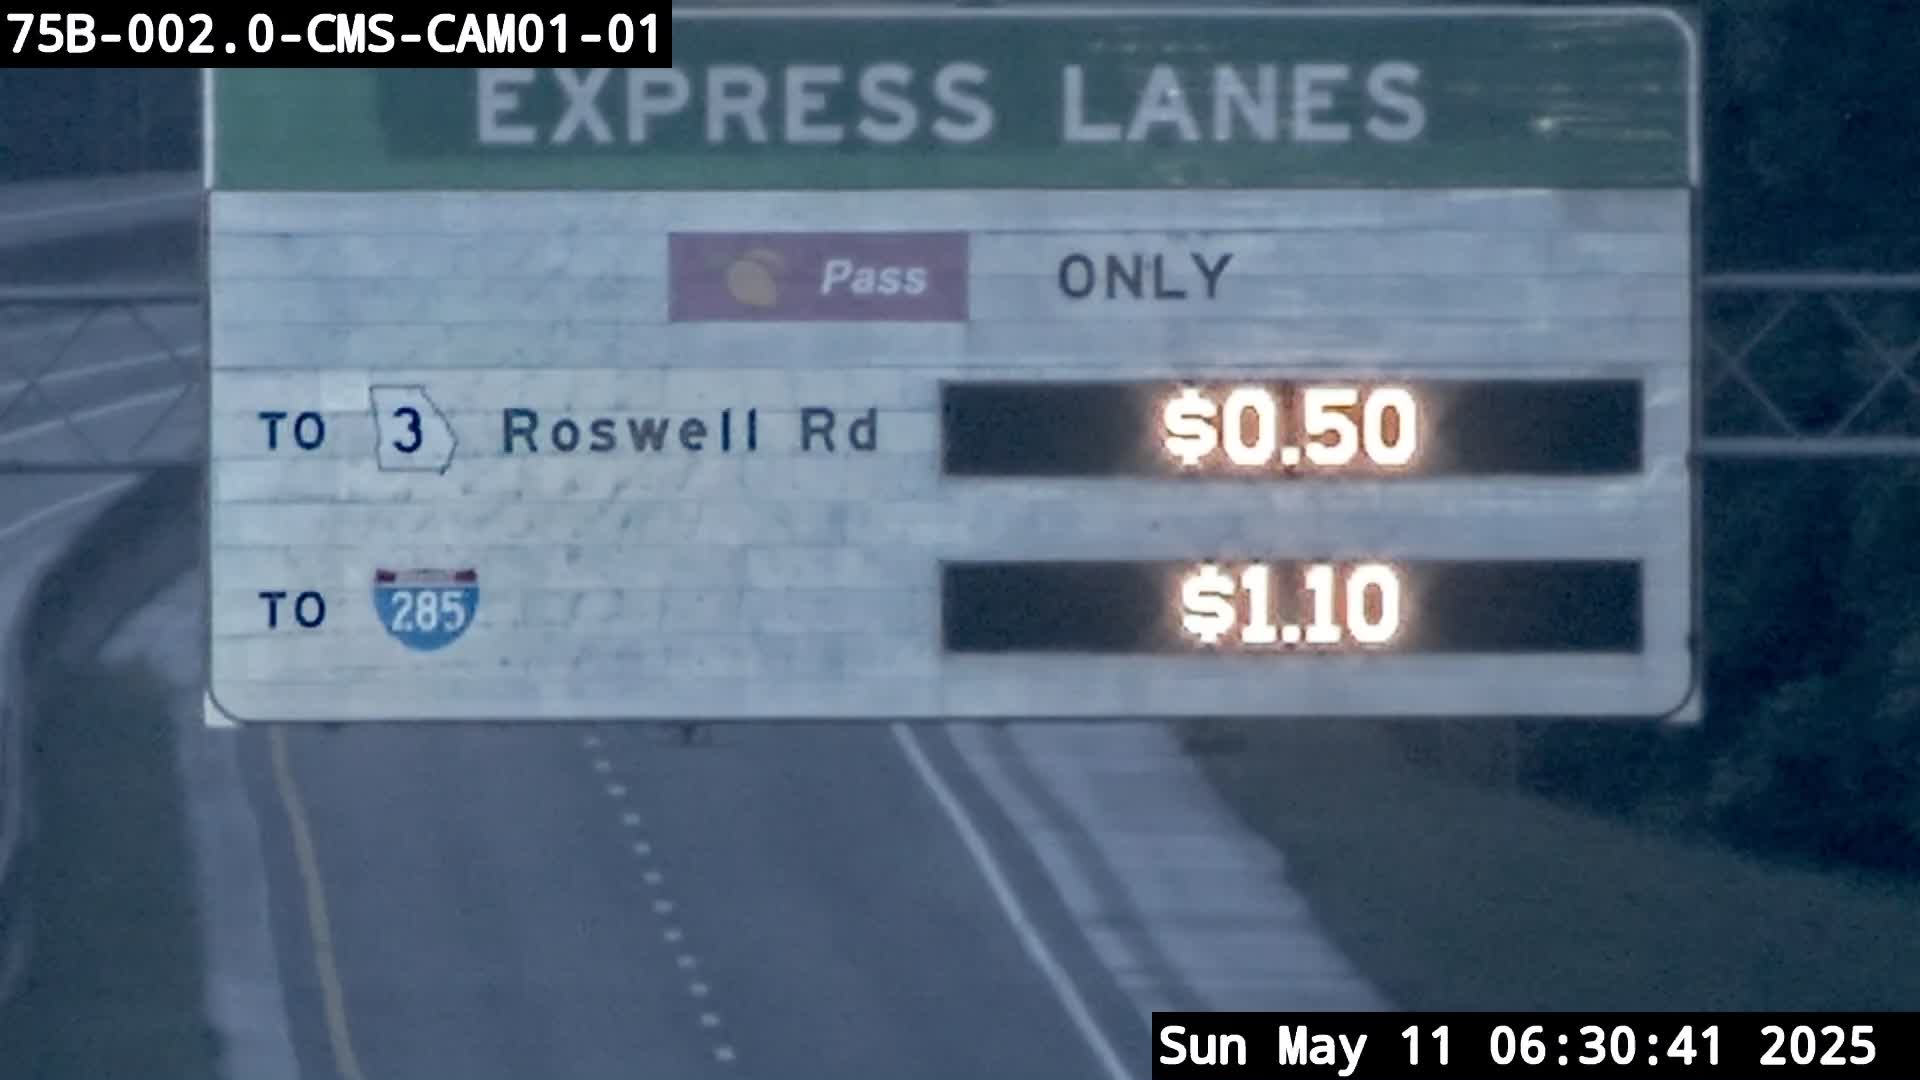 75B-002.0-CMS-CAM01-01
EXPRESS LANES
Pass ONLY
TO 3 Roswell Rd $0.50
TO 285 $1.10
Sun May 11 06:30:41 2025